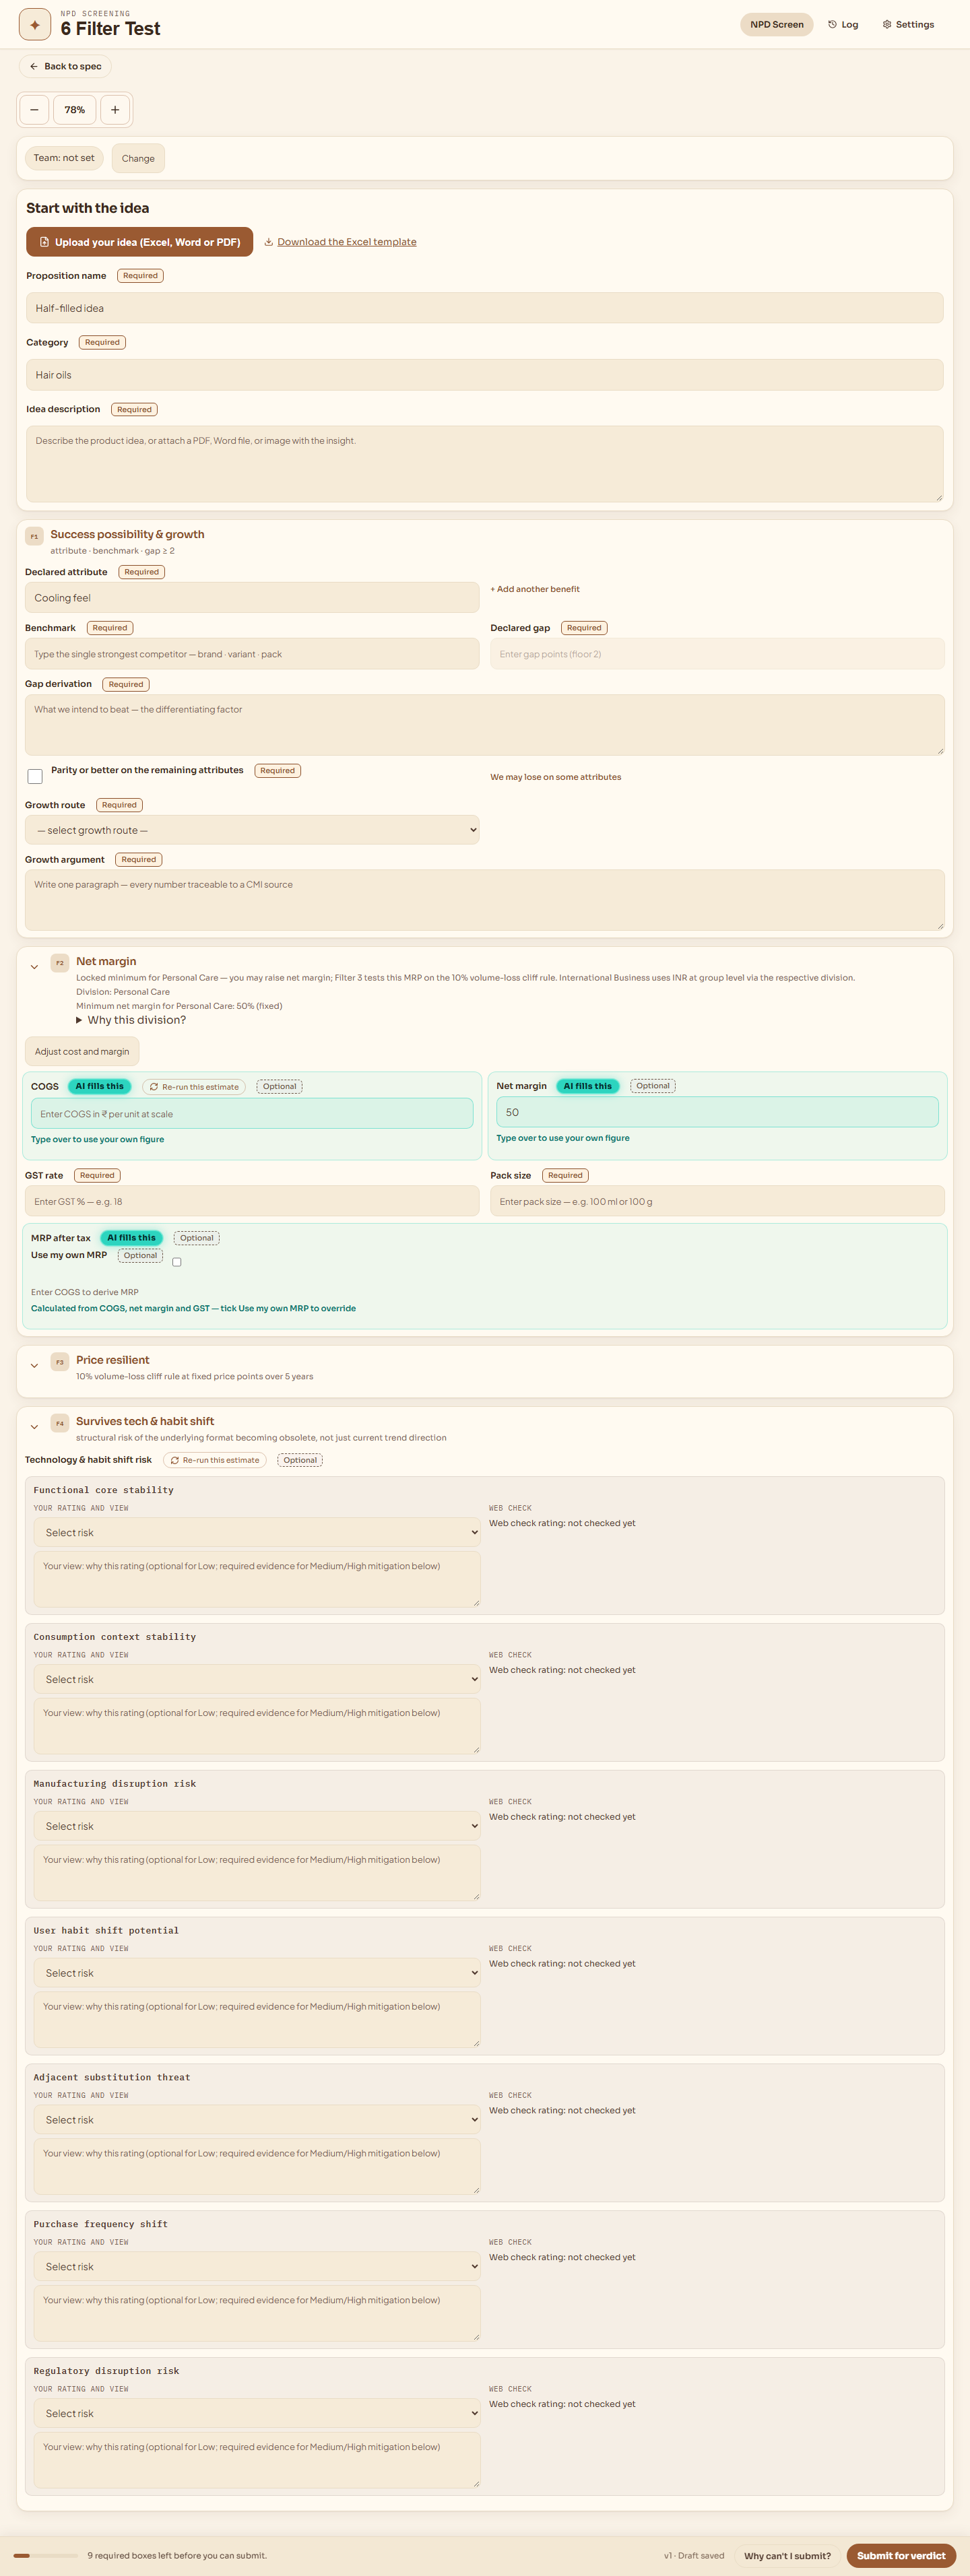 NPD SCREENING
6 Filter Test
NPD Screen
Log
Settings
Back to spec
78%
Team: not set
Change
Start with the idea
Upload your idea (Excel, Word or PDF)
Download the Excel template
Proposition name Required
Half-filled idea
Category Required
Hair oils
Idea description Required
Describe the product idea, or attach a PDF, Word file, or image with the insight.
F1
Success possibility & growth
attribute · benchmark · gap ≥ 2
Declared attribute Required
Cooling feel
+ Add another benefit
Benchmark Required
Type the single strongest competitor — brand · variant · pack
Declared gap Required
Enter gap points (floor 2)
Gap derivation Required
What we intend to beat — the differentiating factor
Parity or better on the remaining attributes Required
We may lose on some attributes
Growth route Required
— select growth route —
Growth argument Required
Write one paragraph — every number traceable to a CMI source
F2
Net margin
Locked minimum for Personal Care — you may raise net margin; Filter 3 tests this MRP on the 10% volume-loss cliff rule. International Business uses INR at group level via the respective division.
Division: Personal Care
Minimum net margin for Personal Care: 50% (fixed)
▶ Why this division?
Adjust cost and margin
COGS AI fills this Re-run this estimate Optional
Enter COGS in ₹ per unit at scale
Type over to use your own figure
Net margin AI fills this Optional
50
Type over to use your own figure
GST rate Required
Enter GST % — e.g. 18
Pack size Required
Enter pack size — e.g. 100 ml or 100 g
MRP after tax AI fills this Optional
Use my own MRP Optional
Enter COGS to derive MRP
Calculated from COGS, net margin and GST — tick Use my own MRP to override
F3
Price resilient
10% volume-loss cliff rule at fixed price points over 5 years
F4
Survives tech & habit shift
structural risk of the underlying format becoming obsolete, not just current trend direction
Technology & habit shift risk Re-run this estimate Optional
Functional core stability
YOUR RATING AND VIEW
Select risk
Your view: why this rating (optional for Low; required evidence for Medium/High mitigation below)
WEB CHECK
Web check rating: not checked yet
Consumption context stability
YOUR RATING AND VIEW
Select risk
Your view: why this rating (optional for Low; required evidence for Medium/High mitigation below)
WEB CHECK
Web check rating: not checked yet
Manufacturing disruption risk
YOUR RATING AND VIEW
Select risk
Your view: why this rating (optional for Low; required evidence for Medium/High mitigation below)
WEB CHECK
Web check rating: not checked yet
User habit shift potential
YOUR RATING AND VIEW
Select risk
Your view: why this rating (optional for Low; required evidence for Medium/High mitigation below)
WEB CHECK
Web check rating: not checked yet
Adjacent substitution threat
YOUR RATING AND VIEW
Select risk
Your view: why this rating (optional for Low; required evidence for Medium/High mitigation below)
WEB CHECK
Web check rating: not checked yet
Purchase frequency shift
YOUR RATING AND VIEW
Select risk
Your view: why this rating (optional for Low; required evidence for Medium/High mitigation below)
WEB CHECK
Web check rating: not checked yet
Regulatory disruption risk
YOUR RATING AND VIEW
Select risk
Your view: why this rating (optional for Low; required evidence for Medium/High mitigation below)
WEB CHECK
Web check rating: not checked yet
9 required boxes left before you can submit.
v1 · Draft saved
Why can't I submit?
Submit for verdict